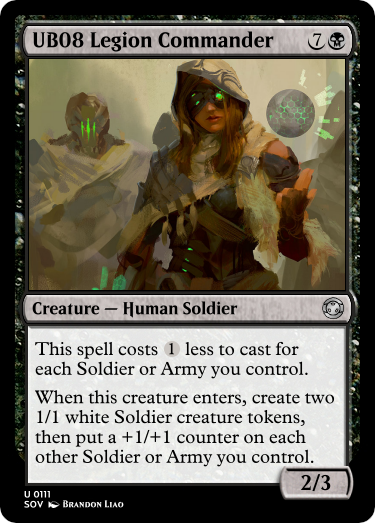 UB08 Legion Commander 7
Creature — Human Soldier
This spell costs 1 less to cast for
each Soldier or Army you control.
When this creature enters, create two
1/1 white Soldier creature tokens,
then put a +1/+1 counter on each
other Soldier or Army you control.
2/3
U 0111
SOV BRANDON LIAO